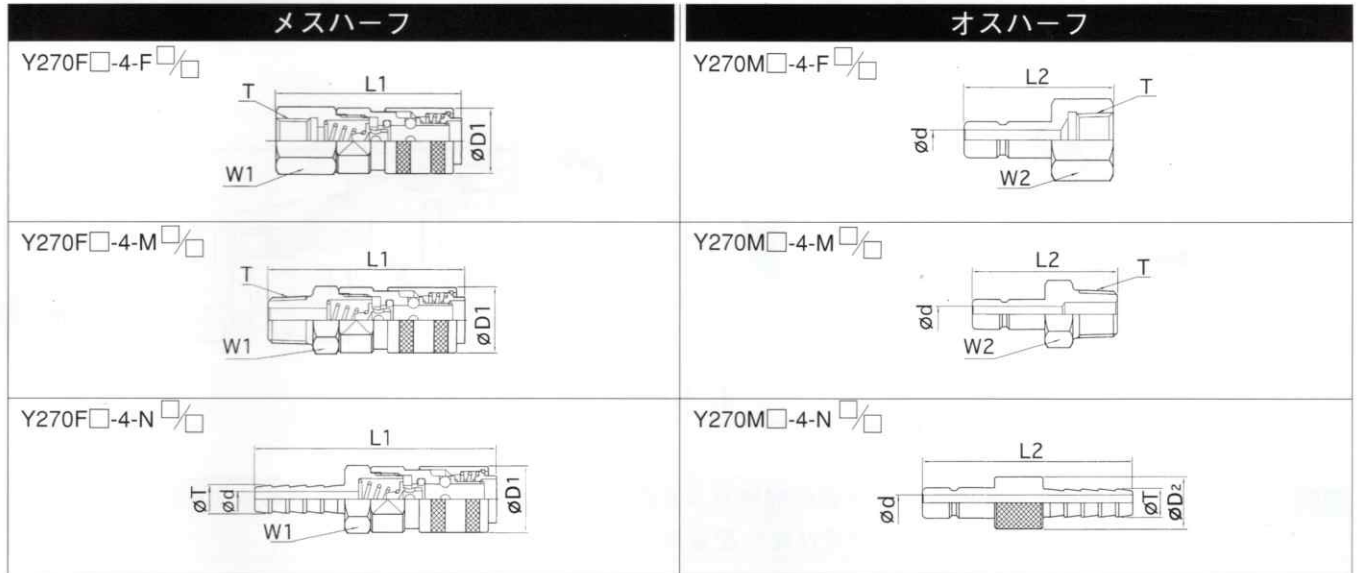 メスハーフ
オスハーフ
Y270F□-4-F □/□
T
L1
øD1
W1
Y270M□-4-F □/□
L2
T
ød
W2
Y270F□-4-M □/□
T
L1
øD1
W1
Y270M□-4-M □/□
L2
T
ød
W2
Y270F□-4-N □/□
L1
øT
ød
øD1
W1
Y270M□-4-N □/□
L2
ød
øT
øD2